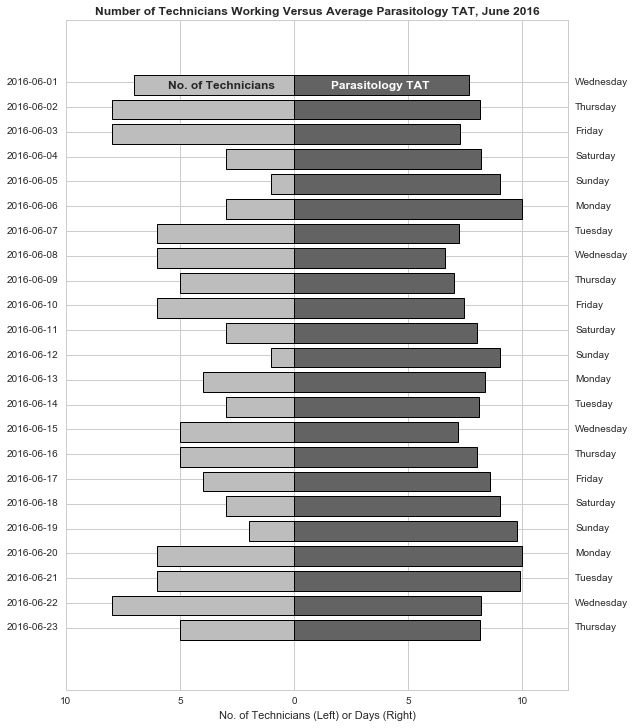 Number of Technicians Working Versus Average Parasitology TAT, June 2016
2016-06-01 No. of Technicians Parasitology TAT Wednesday
2016-06-02 Thursday
2016-06-03 Friday
2016-06-04 Saturday
2016-06-05 Sunday
2016-06-06 Monday
2016-06-07 Tuesday
2016-06-08 Wednesday
2016-06-09 Thursday
2016-06-10 Friday
2016-06-11 Saturday
2016-06-12 Sunday
2016-06-13 Monday
2016-06-14 Tuesday
2016-06-15 Wednesday
2016-06-16 Thursday
2016-06-17 Friday
2016-06-18 Saturday
2016-06-19 Sunday
2016-06-20 Monday
2016-06-21 Tuesday
2016-06-22 Wednesday
2016-06-23 Thursday
10 5 0 5 10
No. of Technicians (Left) or Days (Right)